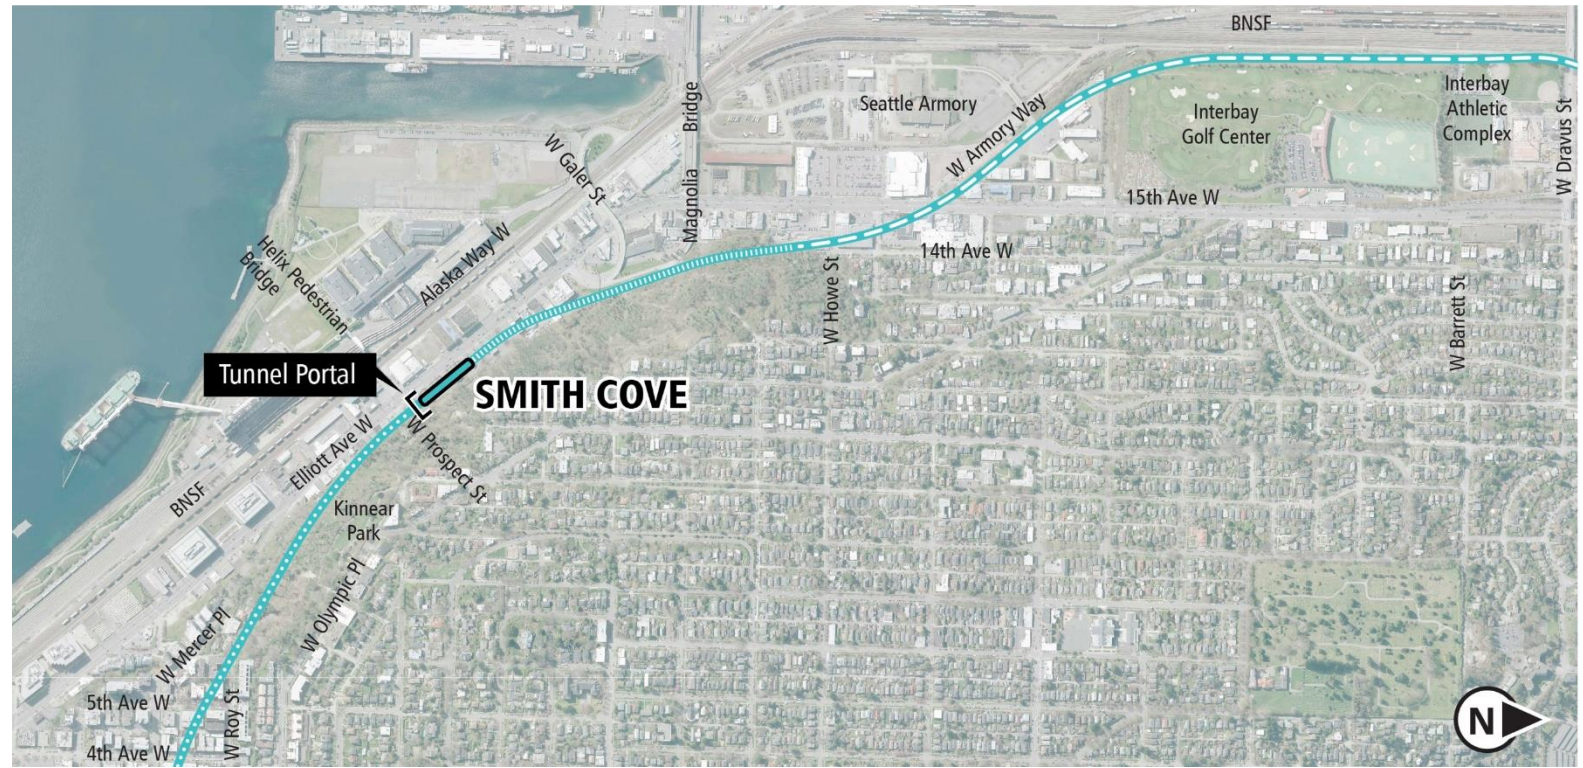 BNSF
Seattle Armory
Magnolia Bridge
W Armory Way
Interbay
Golf Center
Interbay
Athletic
Complex
W Dravus St
W Galer St
15th Ave W
14th Ave W
Helix Pedestrian
Bridge
Alaska Way W
W Howe St
W Barrett St
Tunnel Portal
SMITH COVE
Elliott Ave W
W Prospect St
BNSF
Kinnear
Park
W Olympic Pl
W Mercer Pl
5th Ave W
W Roy St
4th Ave W
N